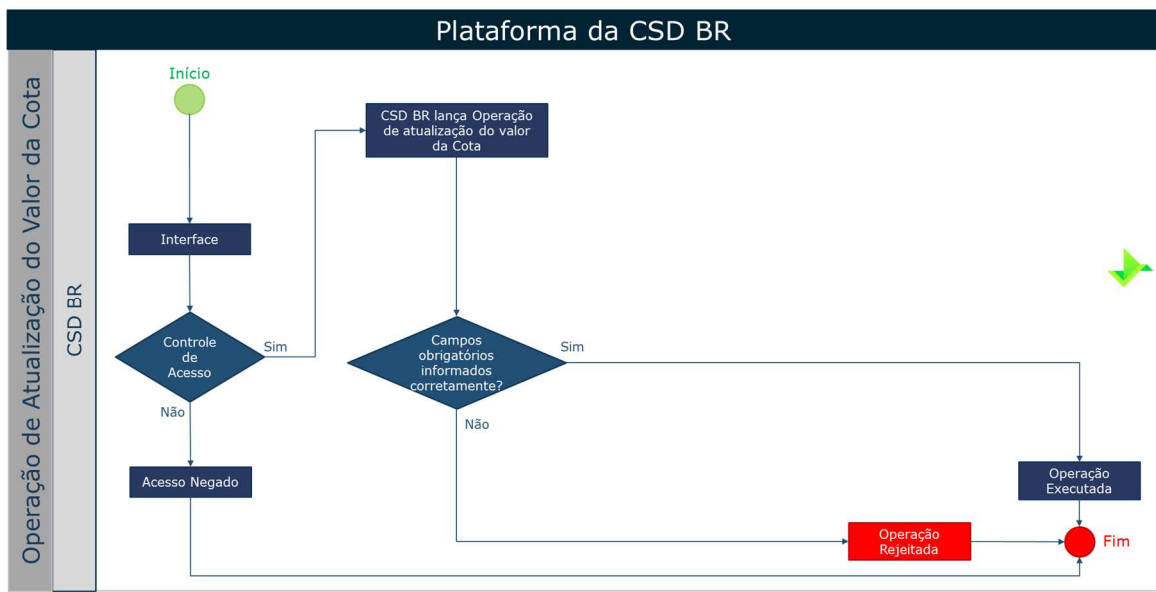 Plataforma da CSD BR
Operação de Atualização do Valor da Cota
CSD BR
Início
CSD BR lança Operação
de atualização do valor
da Cota
Interface
Controle
de
Acesso
Sim
Não
Campos
obrigatórios
informados
corretamente?
Sim
Não
Acesso Negado
Operação
Executada
Operação
Rejeitada
Fim